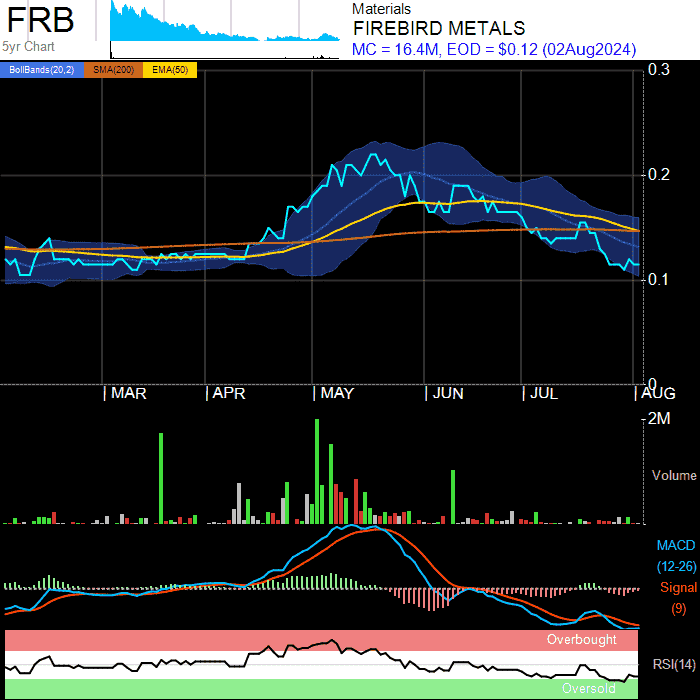 FRB
5yr Chart
Materials
FIREBIRD METALS
MC = 16.4M, EOD = $0.12 (02Aug2024)
BollBands(20,2) SMA(200) EMA(50)
0.3
0.2
0.1
0
MAR APR MAY JUN JUL AUG
2M
Volume
MACD
(12-26)
Signal
(9)
Overbought
RSI(14)
Oversold